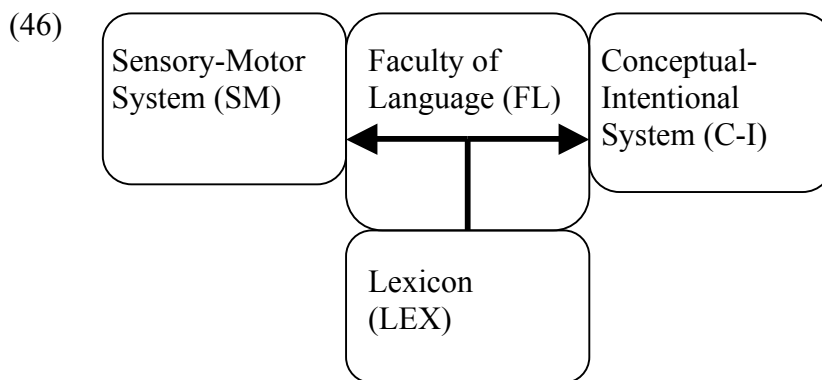 (46)
Sensory-Motor
System (SM)
Faculty of
Language (FL)
Conceptual-
Intentional
System (C-I)
Lexicon
(LEX)